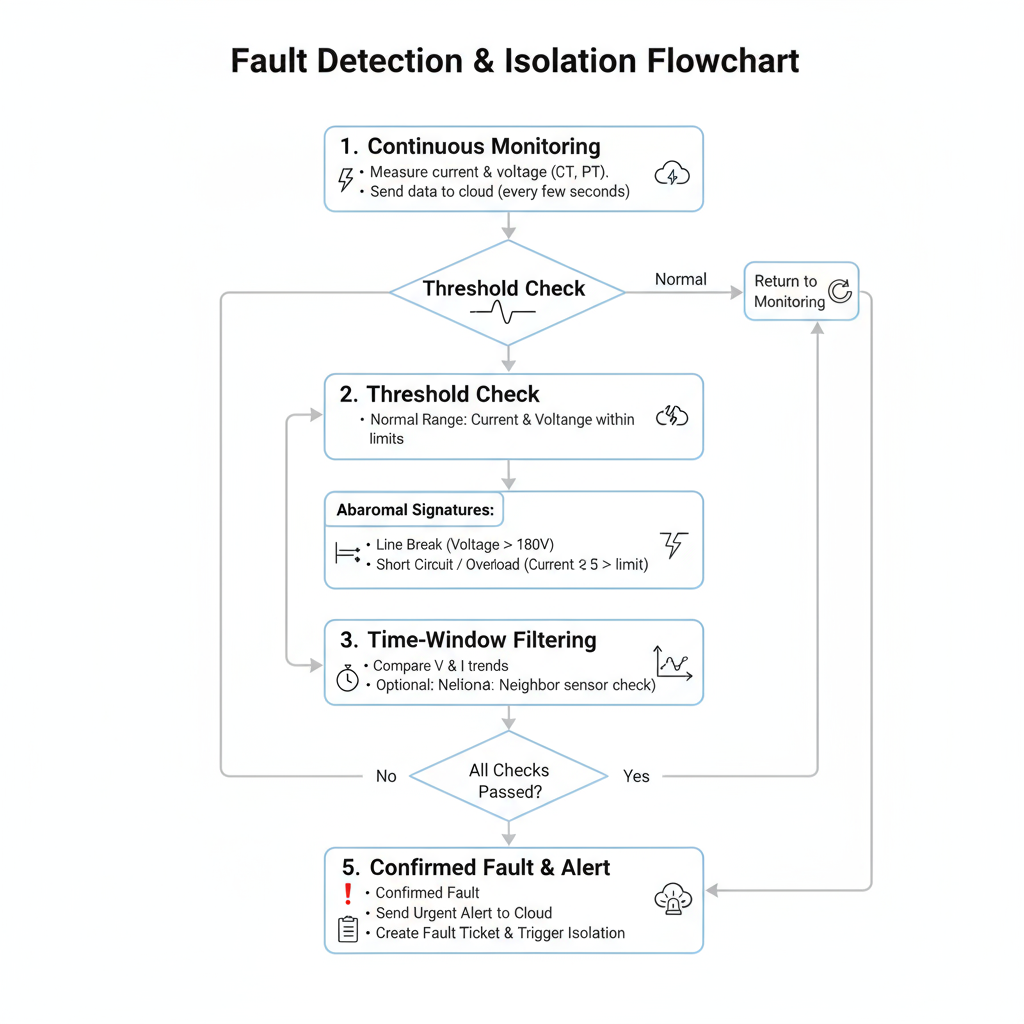 Fault Detection & Isolation Flowchart
1. Continuous Monitoring
• Measure current & voltage (CT, PT).
• Send data to cloud (every few seconds)
Threshold Check
Normal
Return to
Monitoring
2. Threshold Check
• Normal Range: Current & Voltange within
limits
Abaromal Signatures:
• Line Break (Voltage > 180V)
• Short Circuit / Overload (Current 2 5 > limit)
3. Time-Window Filtering
• Compare V & I trends
• Optional: Neliona: Neighbor sensor check)
No
All Checks
Passed?
Yes
5. Confirmed Fault & Alert
• Confirmed Fault
• Send Urgent Alert to Cloud
• Create Fault Ticket & Trigger Isolation